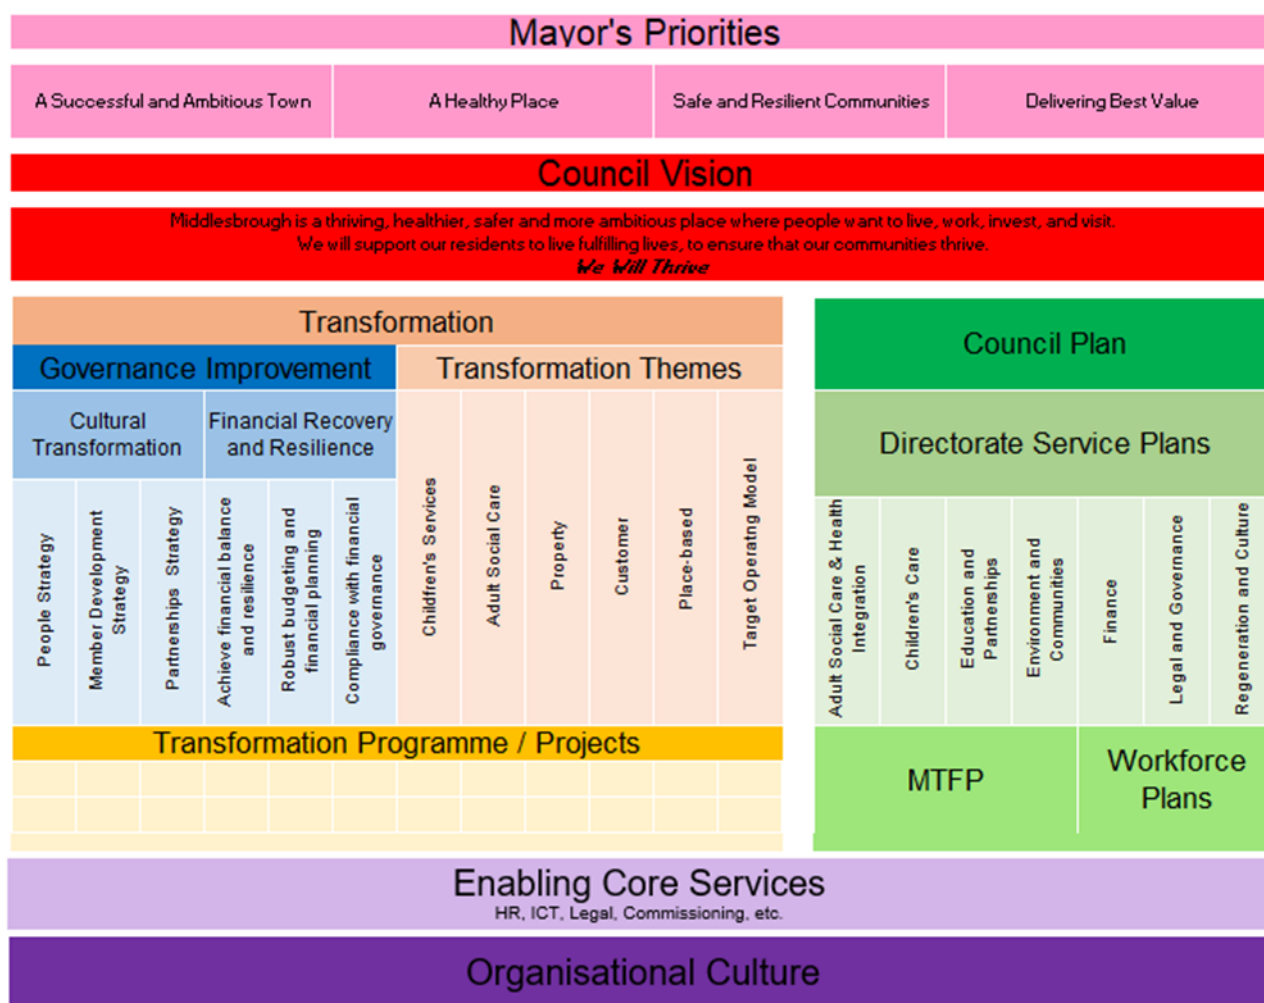 Mayor's Priorities
A Successful and Ambitious Town
A Healthy Place
Safe and Resilient Communities
Delivering Best Value
Council Vision
Middlesbrough is a thriving, healthier, safer and more ambitious place where people want to live, work, invest, and visit.
We will support our residents to live fulfilling lives, to ensure that our communities thrive.
We Will Thrive
Transformation
Governance Improvement
Transformation Themes
Cultural
Transformation
Financial Recovery
and Resilience
People Strategy
Member Development
Strategy
Partnerships Strategy
Achieve financial balance
and resilience
Robust budgeting and
financial planning
Compliance with financial
governance
Childfren's Services
Adult Social Care
Property
Customer
Place-based
Target Operatng Model
Transformation Programme / Projects
Council Plan
Directorate Service Plans
Adult Social Care & Health
Integration
Children's Care
Education and
Partnerships
Environment and
Communities
Finance
Legal and Governance
Regeneration and Culture
MTFP
Workforce
Plans
Enabling Core Services
HR, ICT, Legal, Commissioning, etc.
Organisational Culture